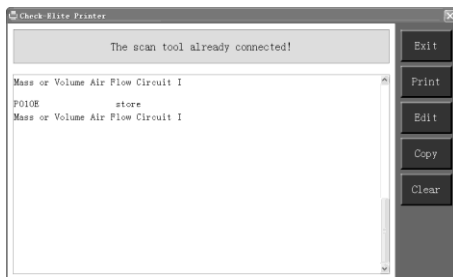 Check-Elite Printer
The scan tool already connected!
Mass or Volume Air Flow Circuit I
P010E store
Mass or Volume Air Flow Circuit I
Exit
Print
Edit
Copy
Clear